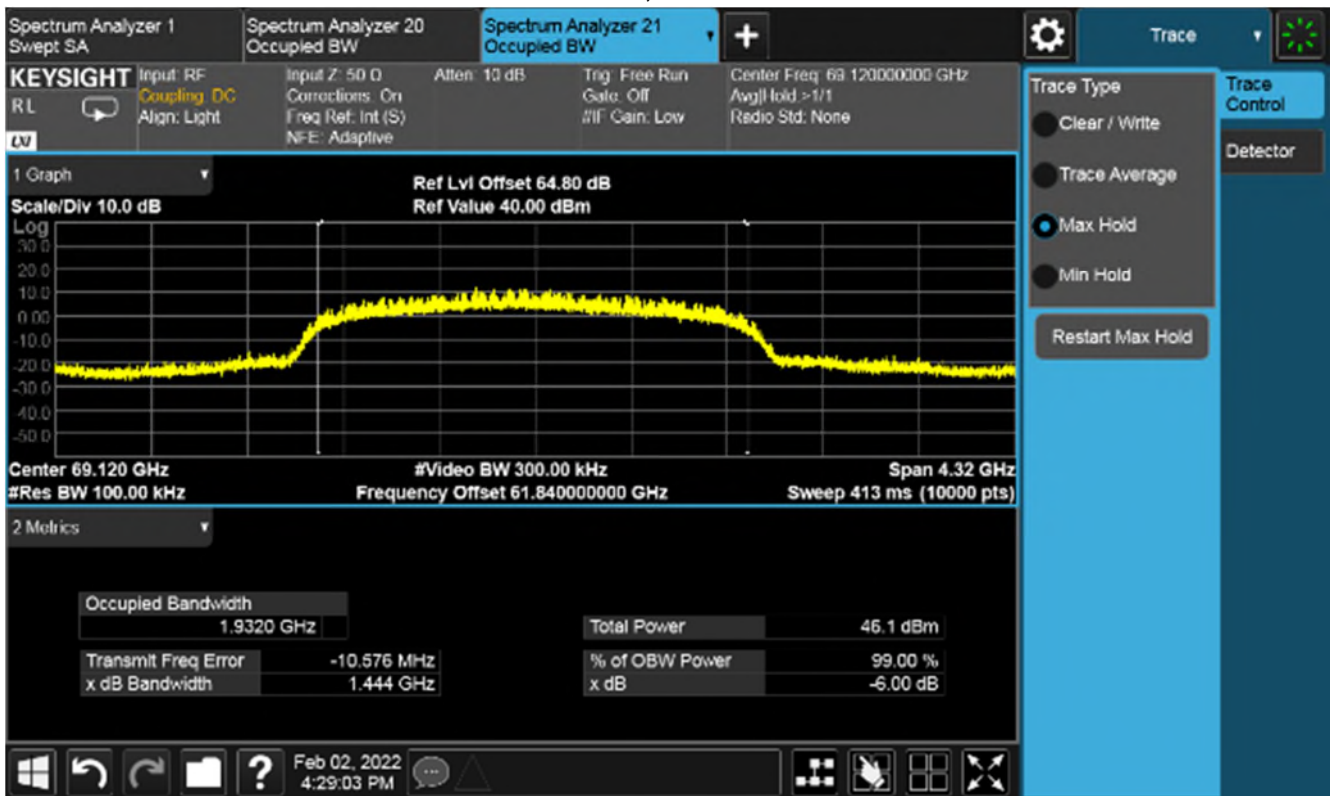 Spectrum Analyzer 1
Swept SA
Spectrum Analyzer 20
Occupied BW
Spectrum Analyzer 21
Occupied BW
Trace
KEYSIGHT
RL
LXI
Input: RF
Coupling: DC
Align: Light
Input Z: 50 Ω
Corrections: On
Freq Ref: Int (S)
NFE: Adaptive
Atten: 10 dB
Trig: Free Run
Gate: Off
#IF Gain: Low
Center Freq: 69.120000000 GHz
Avg|Hold:>1/1
Radio Std: None
Trace Type
Clear / Write
Trace Average
Max Hold
Min Hold
Restart Max Hold
Trace
Control
Detector
1 Graph
Scale/Div 10.0 dB
Ref Lvl Offset 64.80 dB
Ref Value 40.00 dBm
Log
30.0
20.0
10.0
0.00
-10.0
-20.0
-30.0
-40.0
-50.0
Center 69.120 GHz
#Video BW 300.00 kHz
Span 4.32 GHz
#Res BW 100.00 kHz
Frequency Offset 61.840000000 GHz
Sweep 413 ms (10000 pts)
2 Metrics
Occupied Bandwidth
1.9320 GHz
Total Power 46.1 dBm
Transmit Freq Error -10.576 MHz
% of OBW Power 99.00 %
x dB Bandwidth 1.444 GHz
x dB -6.00 dB
?
Feb 02, 2022
4:29:03 PM